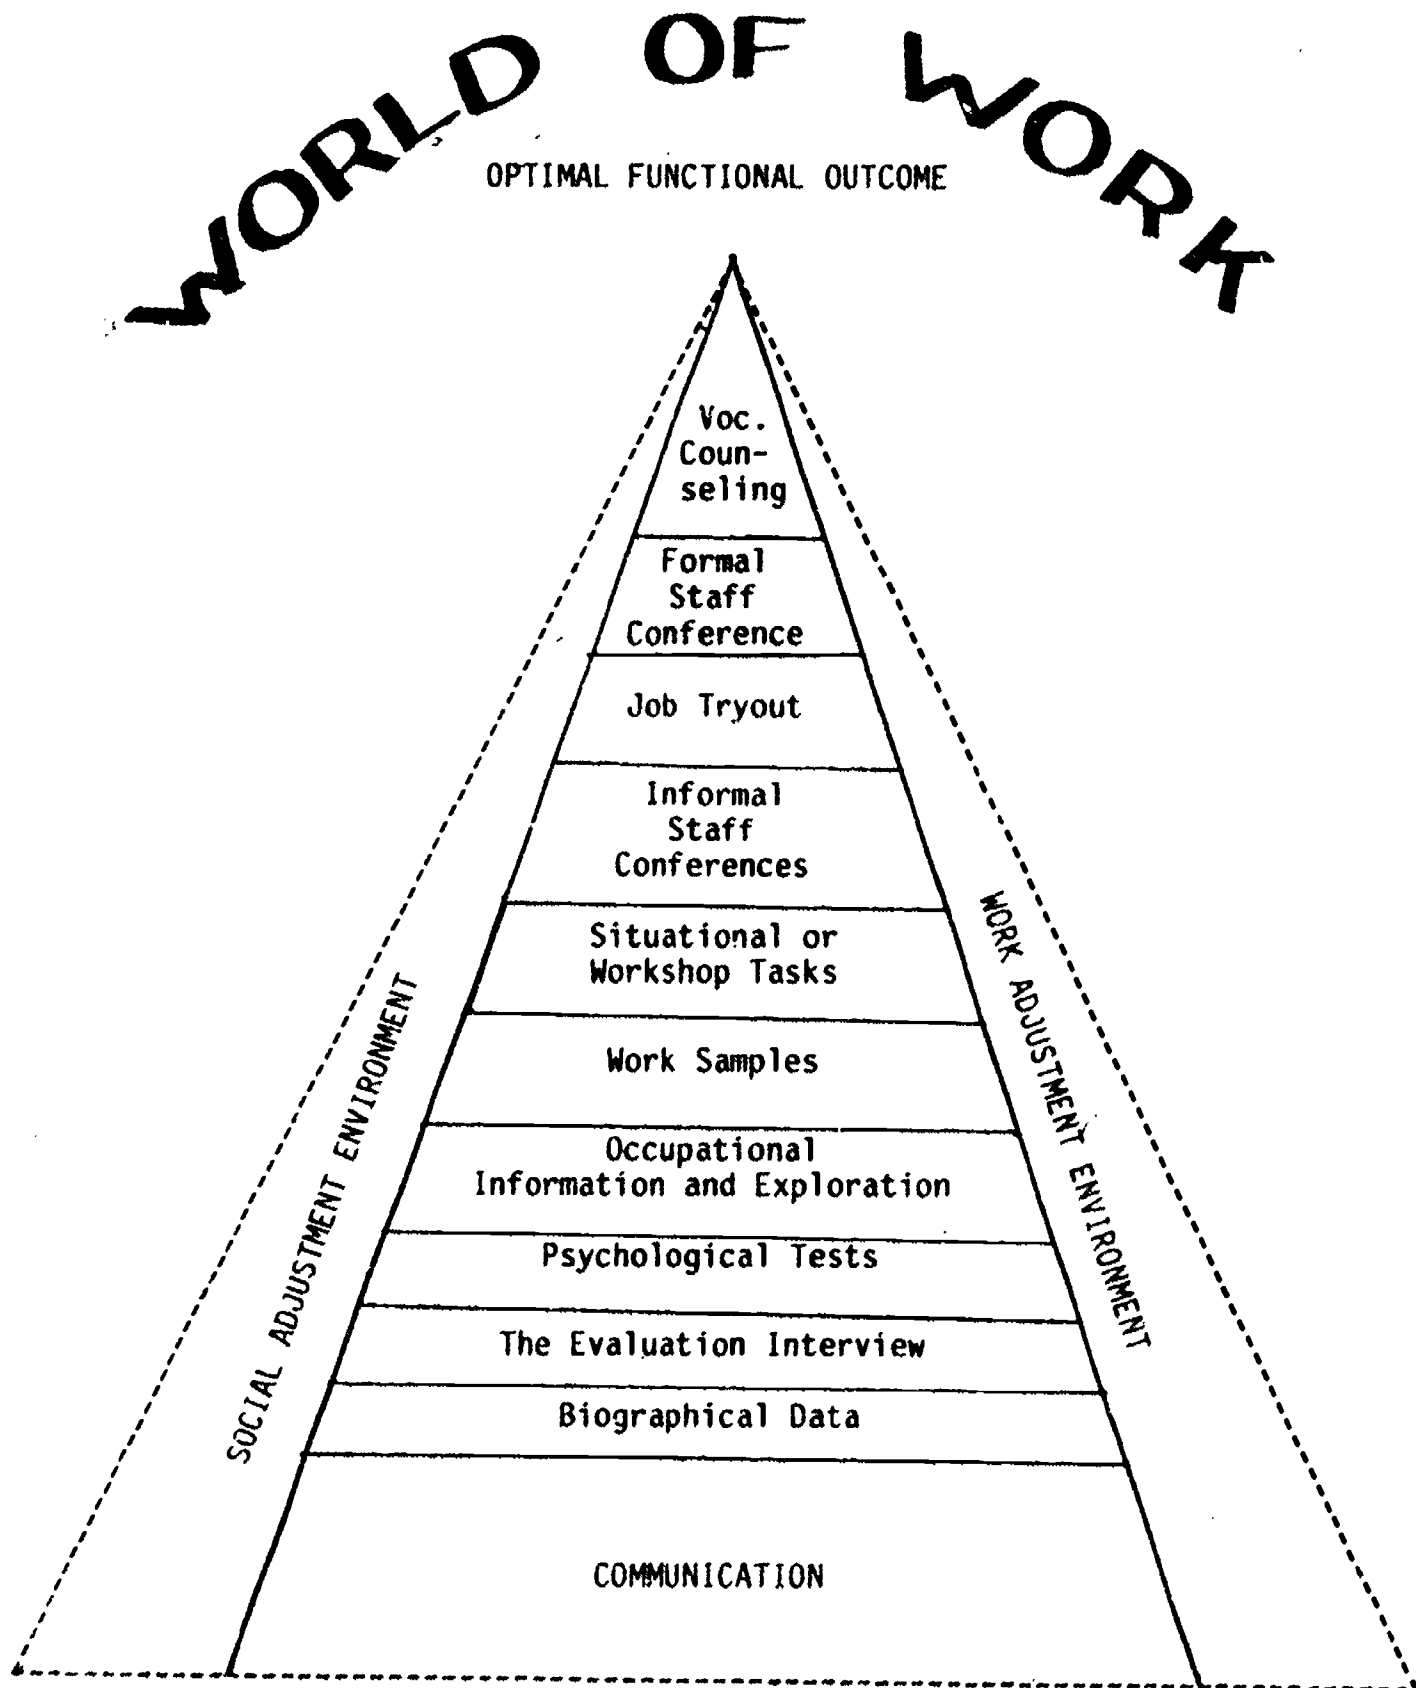 WORLD OF WORK
OPTIMAL FUNCTIONAL OUTCOME
Voc.
Coun-
seling
Formal
Staff
Conference
Job Tryout
Informal
Staff
Conferences
Situational or
Workshop Tasks
Work Samples
Occupational
Information and Exploration
Psychological Tests
The Evaluation Interview
Biographical Data
COMMUNICATION
SOCIAL ADJUSTMENT ENVIRONMENT
WORK ADJUSTMENT ENVIRONMENT